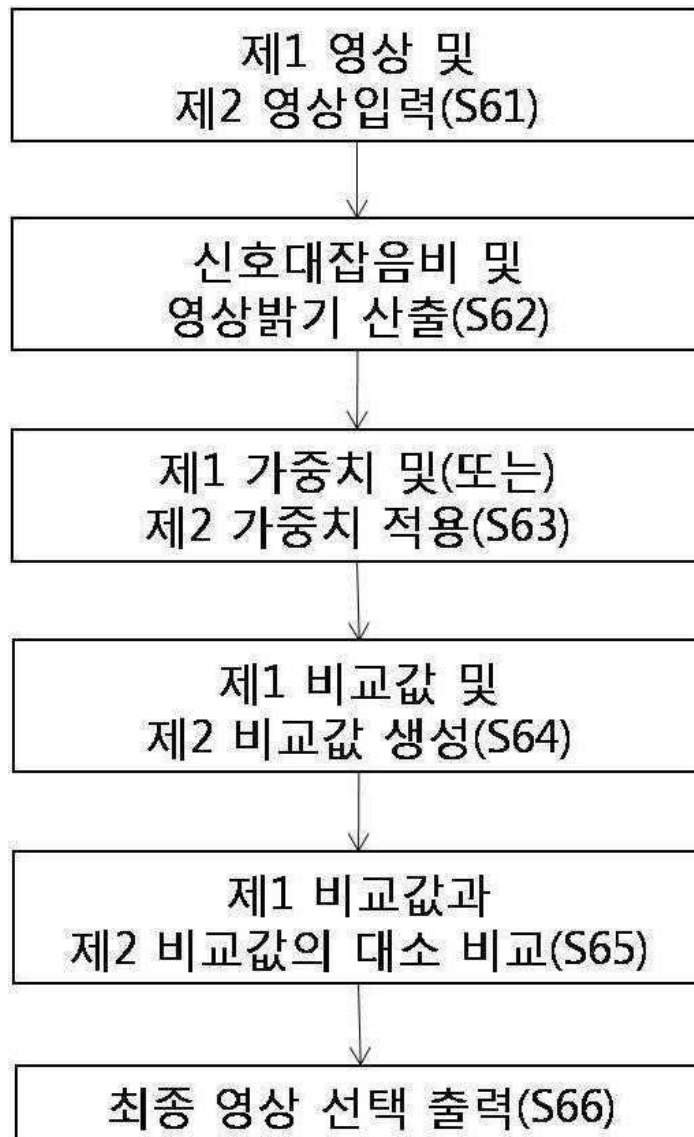 제1 영상 및
제2 영상입력(S61)
신호대잡음비 및
영상밝기 산출(S62)
제1 가중치 및(또는)
제2 가중치 적용(S63)
제1 비교값 및
제2 비교값 생성(S64)
제1 비교값과
제2 비교값의 대소 비교(S65)
최종 영상 선택 출력(S66)